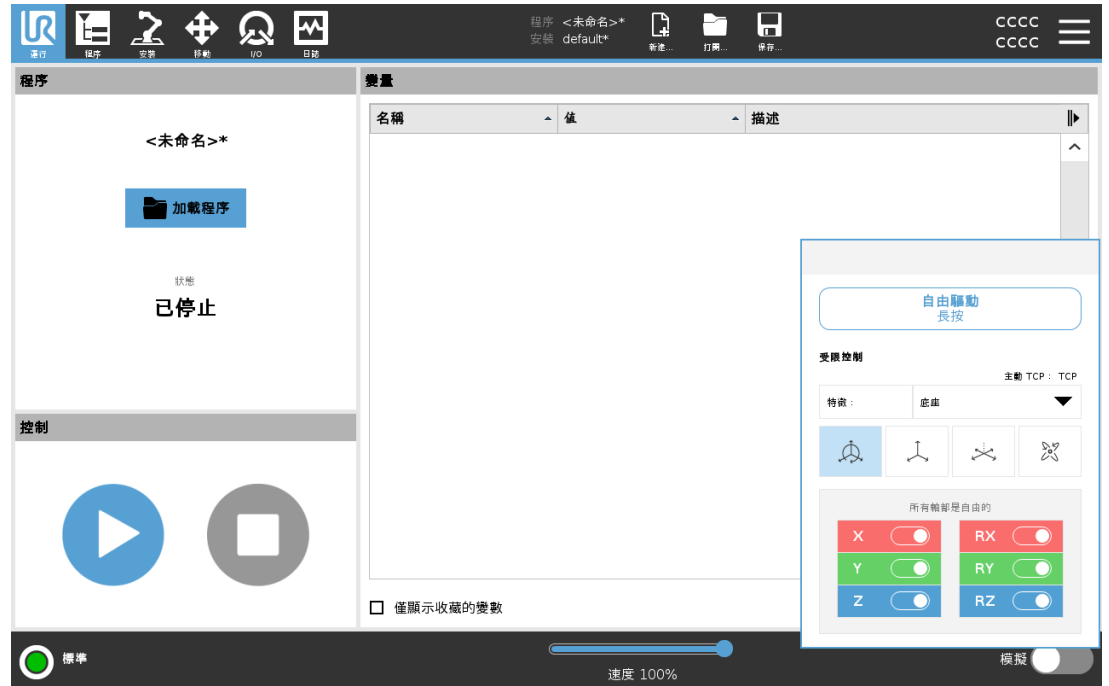 程序 <未命名>*
安裝 default*
cccc
cccc
運行 程序 安裝 移動 I/O 日誌
新建... 打開... 保存...
程序
變量
名稱 值 描述
<未命名>*
加載程序
狀態
已停止
自由驅動
長按
受限控制
主動 TCP : TCP
特徵 : 底座
所有軸都是自由的
X RX
Y RY
Z RZ
控制
僅顯示收藏的變數
標準
速度 100%
模擬